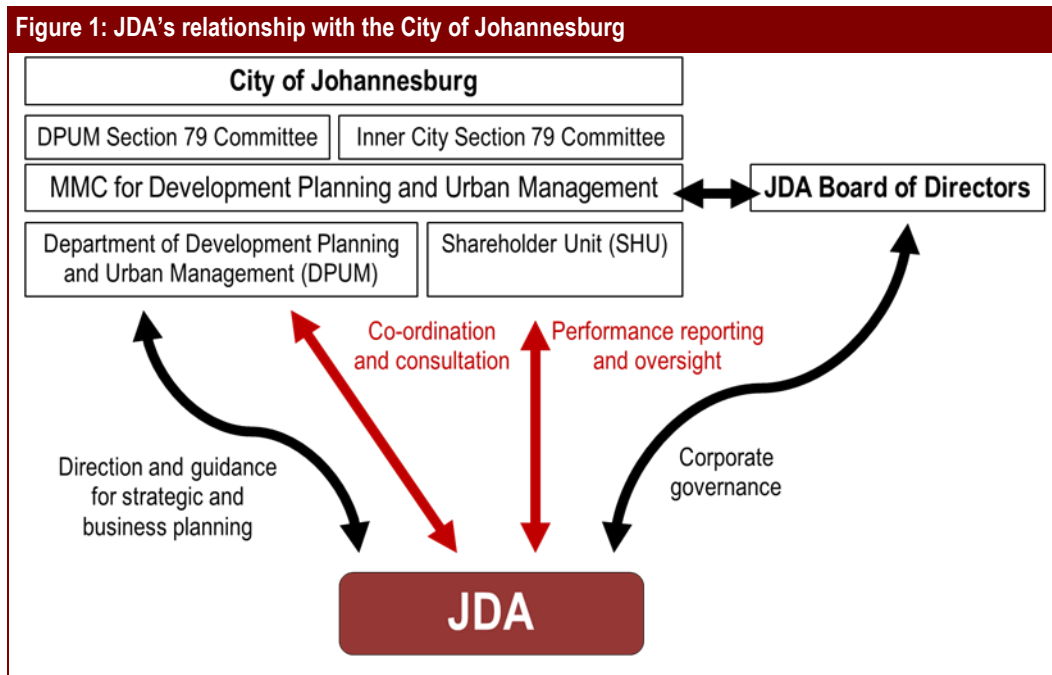 Figure 1: JDA’s relationship with the City of Johannesburg
City of Johannesburg
DPUM Section 79 Committee
Inner City Section 79 Committee
MMC for Development Planning and Urban Management
JDA Board of Directors
Department of Development Planning
and Urban Management (DPUM)
Shareholder Unit (SHU)
Co-ordination
and consultation
Performance reporting
and oversight
Direction and guidance
for strategic and
business planning
Corporate
governance
JDA